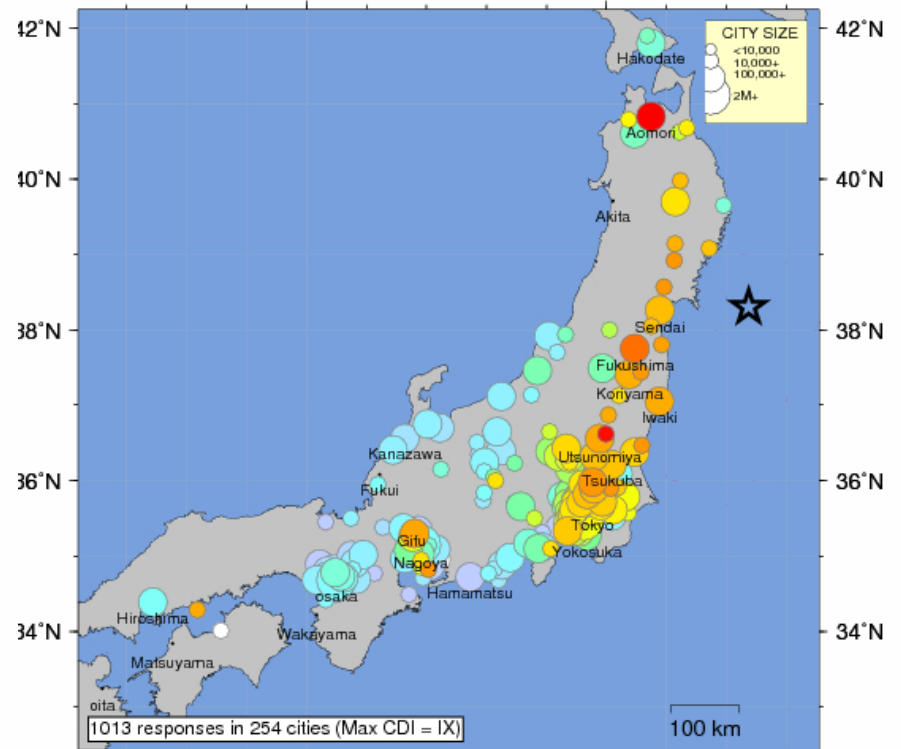 42°N
42°N
CITY SIZE
<10,000
10,000+
100,000+
2M+
Hakodate
Aomori
40°N
40°N
Akita
Sendai
38°N
38°N
Fukushima
Koriyama
Iwaki
Kanazawa
Utsunomiya
36°N
36°N
Fukui
Tsukuba
Tokyo
Gifu
Yokosuka
Nagoya
Hamamatsu
osaka
Hiroshima
34°N
34°N
Wakayama
Matsuyama
oita
1013 responses in 254 cities (Max CDI = IX)
100 km